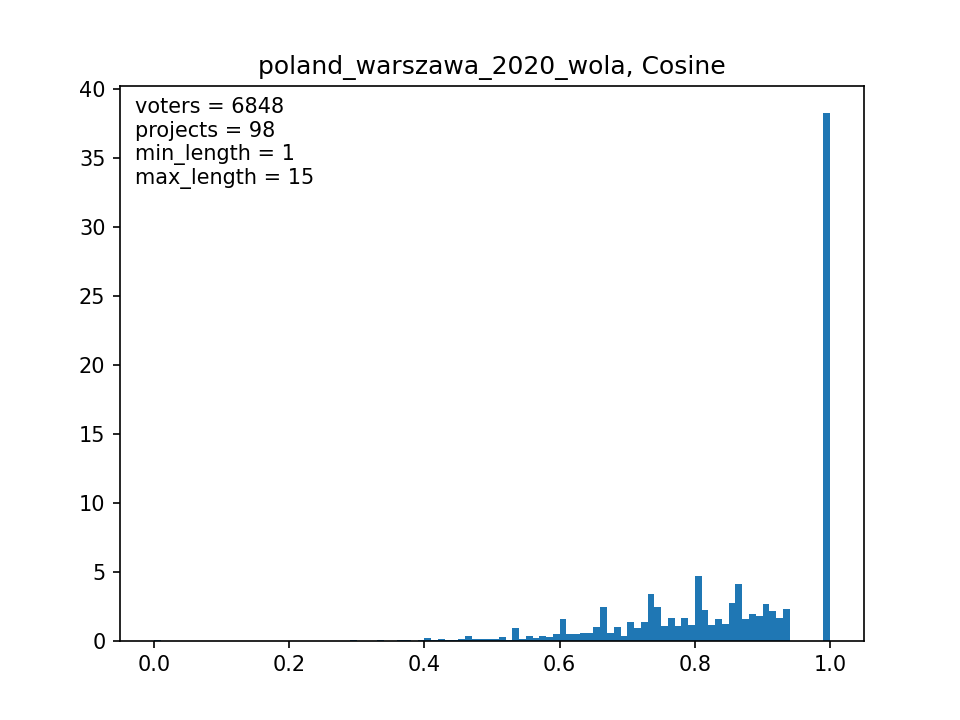 poland_warszawa_2020_wola, Cosine
voters = 6848
projects = 98
min_length = 1
max_length = 15
40
35
30
25
20
15
10
5
0
0.0 0.2 0.4 0.6 0.8 1.0